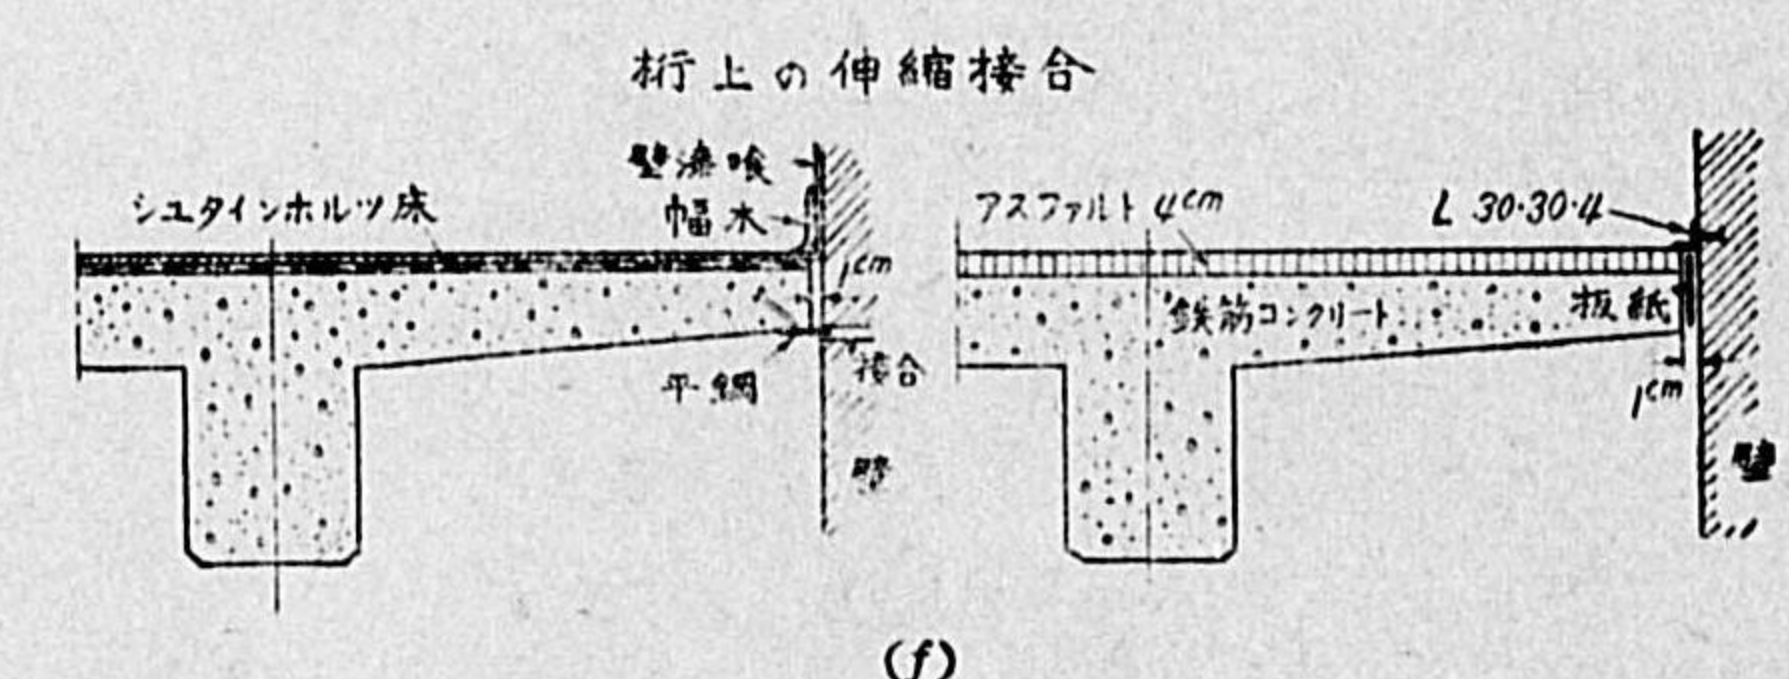 桁上の伸縮接合
壁漆喰
シュタインホルツ床
幅木
1cm
平鋼
接合
壁
アスファルト 4cm
L 30・30・4
鉄筋コンクリート
板紙
1cm
壁
(f)